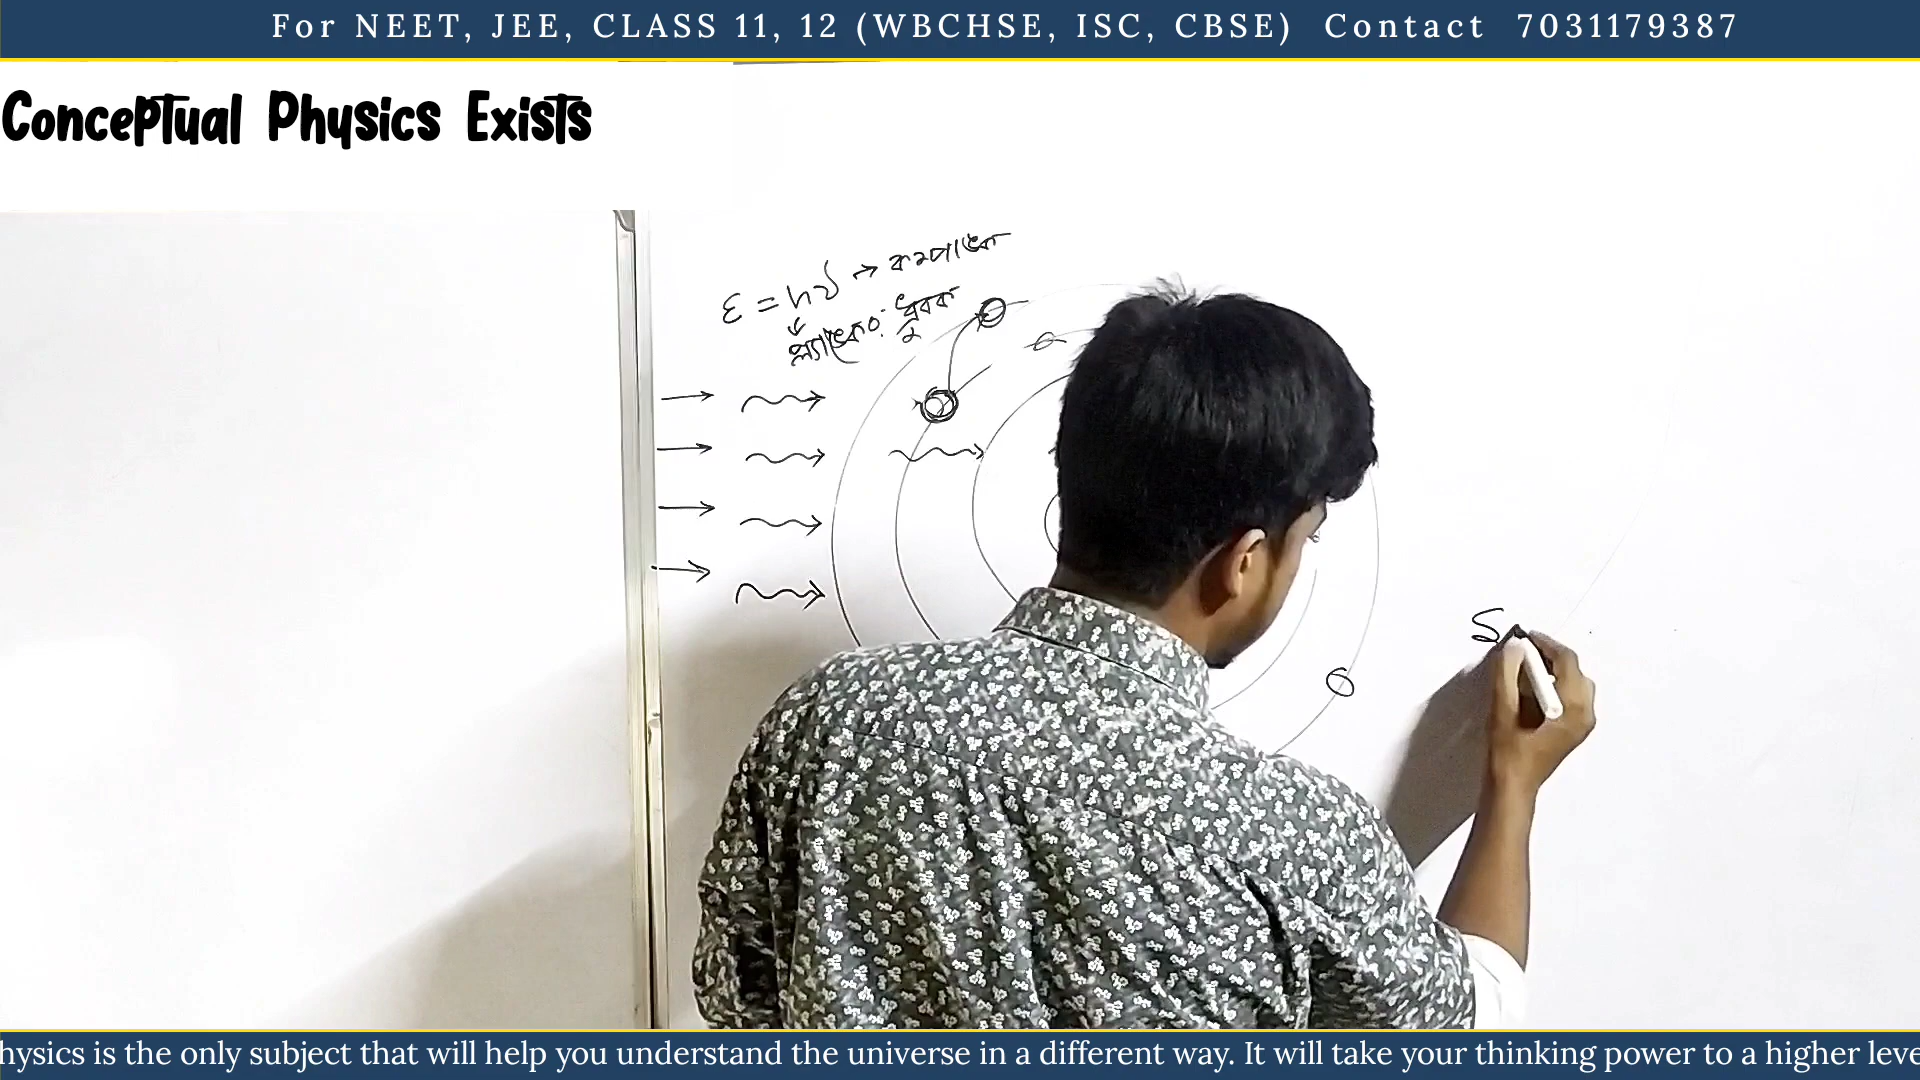 For NEET, JEE, CLASS 11, 12 (WBCHSE, ISC, CBSE) Contact 7031179387
Conceptual Physics Exists
E = hν → কম্পাঙ্ক
প্ল্যাঙ্কের ধ্রুবক
S
hysics is the only subject that will help you understand the universe in a different way. It will take your thinking power to a higher leve